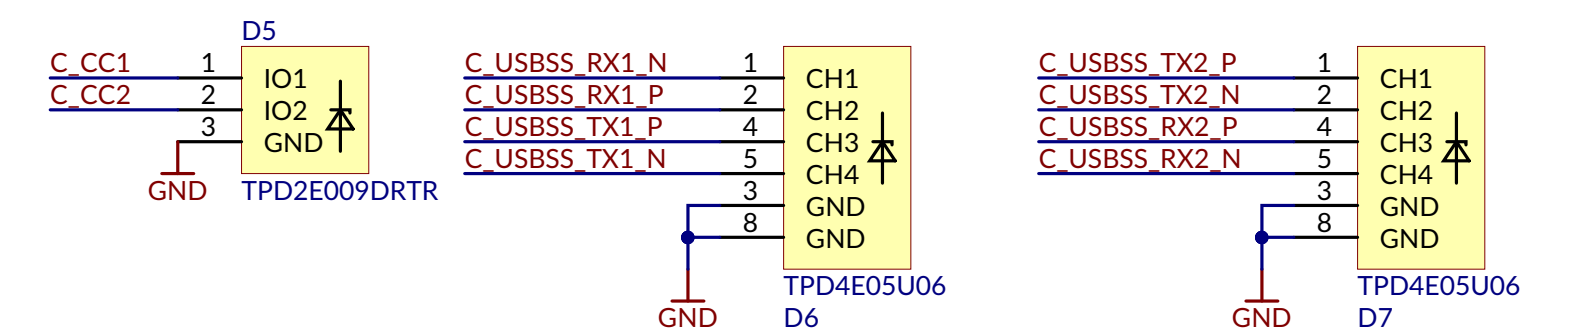 D5
C_CC1 1 IO1
C_CC2 2 IO2
3 GND
GND
TPD2E009DRTR
C_USBSS_RX1_N 1 CH1
C_USBSS_RX1_P 2 CH2
C_USBSS_TX1_P 4 CH3
C_USBSS_TX1_N 5 CH4
3 GND
8 GND
GND
TPD4E05U06
D6
C_USBSS_TX2_P 1 CH1
C_USBSS_TX2_N 2 CH2
C_USBSS_RX2_P 4 CH3
C_USBSS_RX2_N 5 CH4
3 GND
8 GND
GND
TPD4E05U06
D7